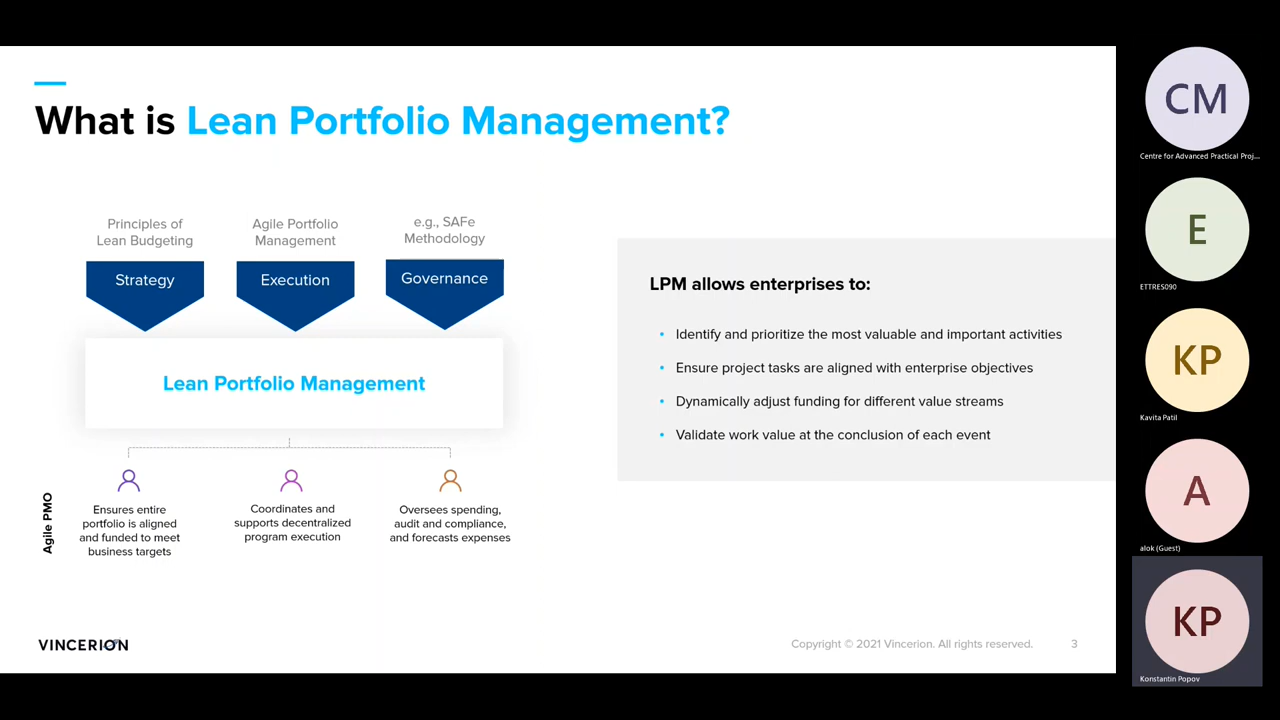 What is Lean Portfolio Management?
Principles of
Lean Budgeting
Agile Portfolio
Management
e.g., SAFe
Methodology
Strategy
Execution
Governance
Lean Portfolio Management
Agile PMO
Ensures entire
portfolio is aligned
and funded to meet
business targets
Coordinates and
supports decentralized
program execution
Oversees spending,
audit and compliance,
and forecasts expenses
LPM allows enterprises to:
• Identify and prioritize the most valuable and important activities
• Ensure project tasks are aligned with enterprise objectives
• Dynamically adjust funding for different value streams
• Validate work value at the conclusion of each event
VINCERION
Copyright © 2021 Vincerion. All rights reserved.
3
CM
Centre for Advanced Practical Proj...
E
ETTRES090
KP
Kavita Patil
A
alok (Guest)
KP
Konstantin Popov